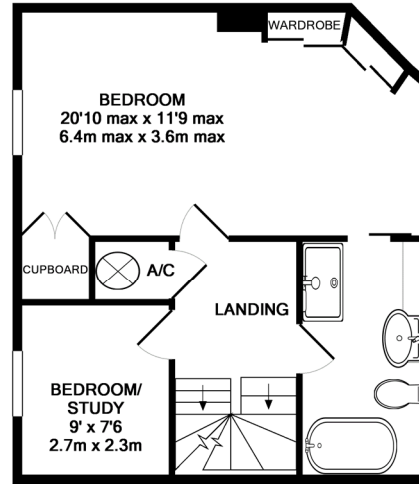 WARDROBE
BEDROOM
20'10 max x 11'9 max
6.4m max x 3.6m max
CUPBOARD
A/C
LANDING
BEDROOM/
STUDY
9' x 7'6
2.7m x 2.3m